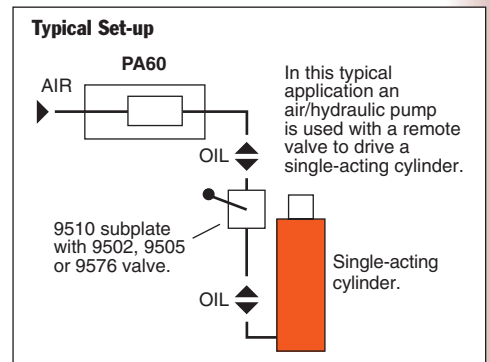 Typical Set-up
PA60
AIR
In this typical
application an
air/hydraulic pump
is used with a remote
valve to drive a
single-acting cylinder.
OIL
9510 subplate
with 9502, 9505
or 9576 valve.
Single-acting
cylinder.
OIL